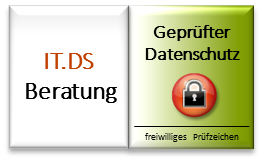 IT.DS
Beratung
Geprüfter
Datenschutz
freiwilliges Prüfzeichen